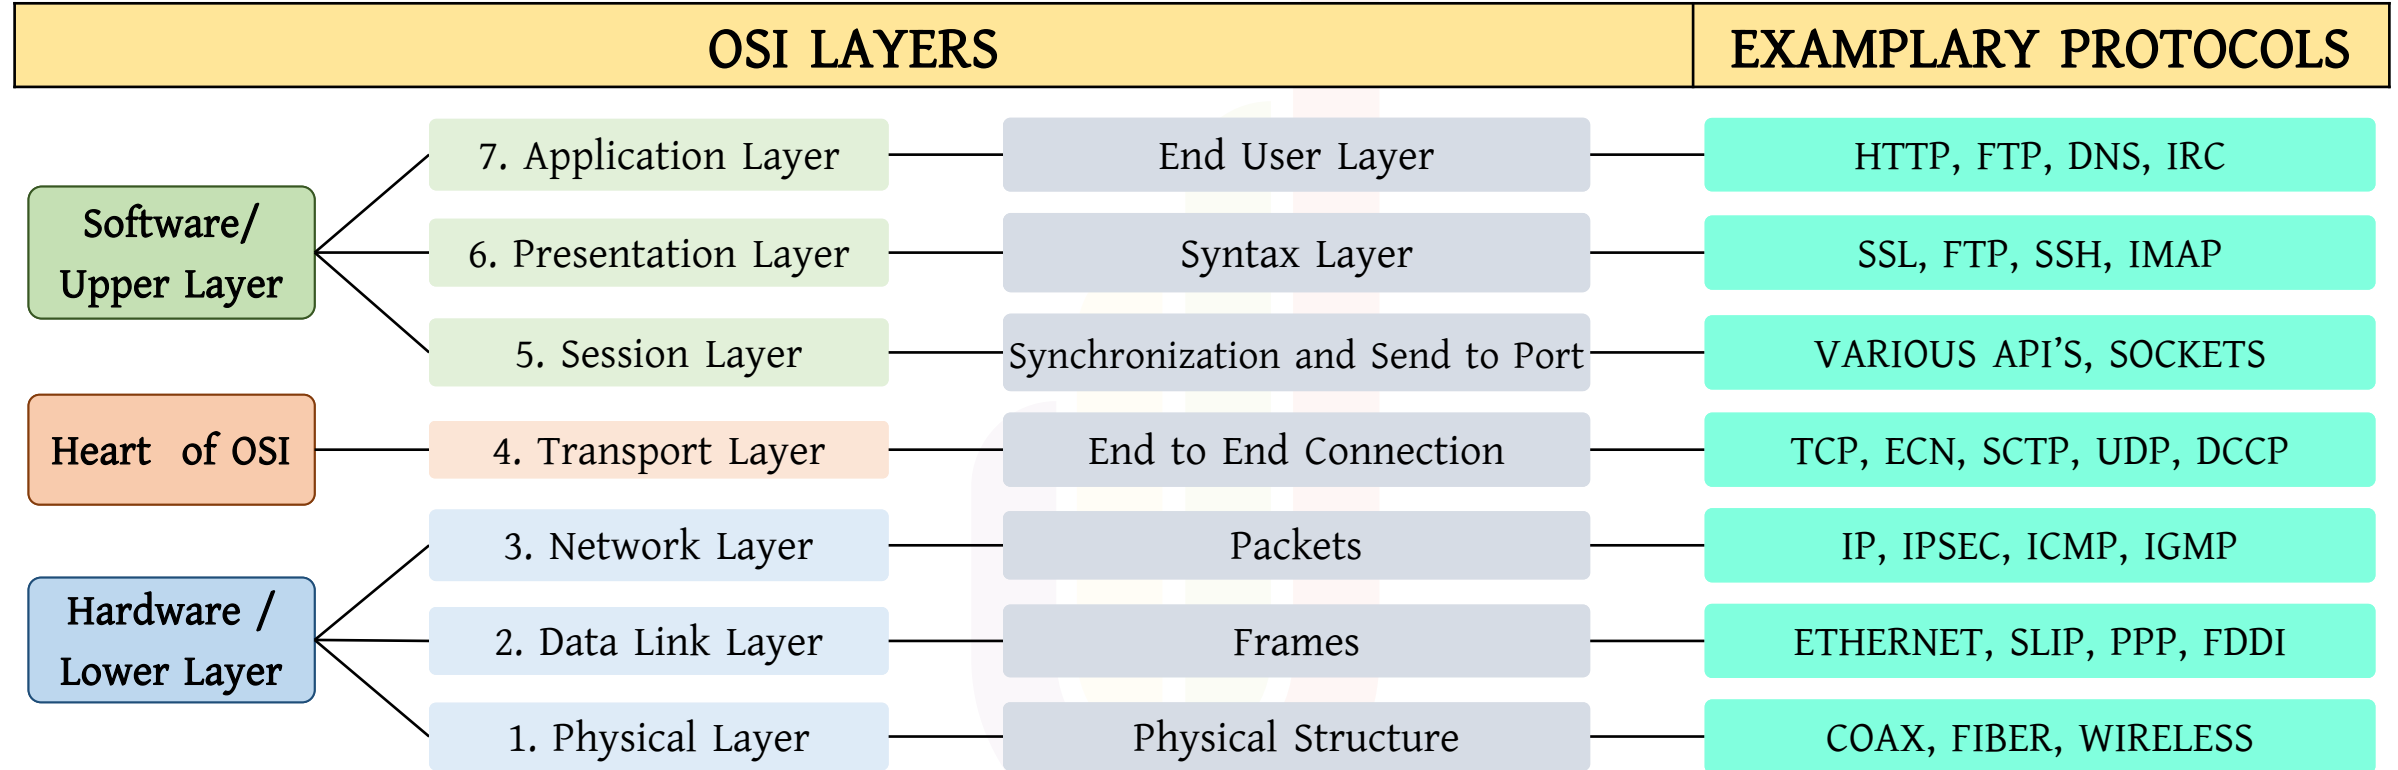 OSI LAYERS
EXAMPLARY PROTOCOLS
Software/
Upper Layer
7. Application Layer
End User Layer
HTTP, FTP, DNS, IRC
6. Presentation Layer
Syntax Layer
SSL, FTP, SSH, IMAP
5. Session Layer
Synchronization and Send to Port
VARIOUS API’S, SOCKETS
Heart of OSI
4. Transport Layer
End to End Connection
TCP, ECN, SCTP, UDP, DCCP
Hardware /
Lower Layer
3. Network Layer
Packets
IP, IPSEC, ICMP, IGMP
2. Data Link Layer
Frames
ETHERNET, SLIP, PPP, FDDI
1. Physical Layer
Physical Structure
COAX, FIBER, WIRELESS